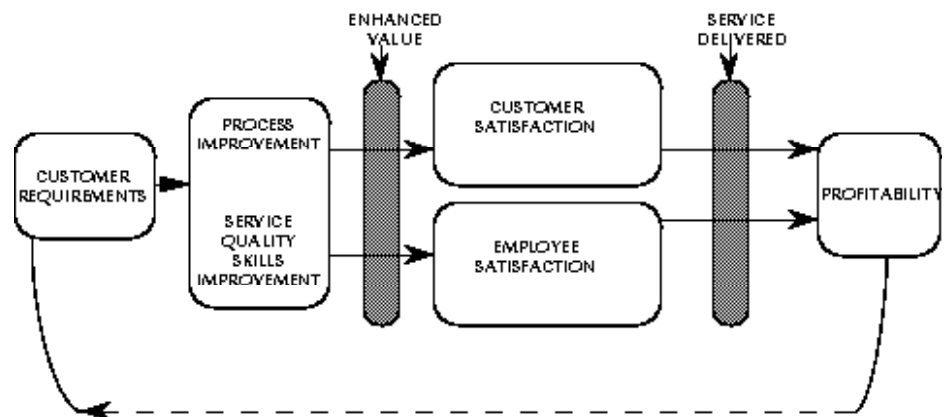 ENHANCED
VALUE
SERVICE
DELIVERED
CUSTOMER
REQUIREMENTS
PROCESS
IMPROVEMENT
SERVICE
QUALITY
SKILLS
IMPROVEMENT
CUSTOMER
SATISFACTION
EMPLOYEE
SATISFACTION
PROFITABILITY